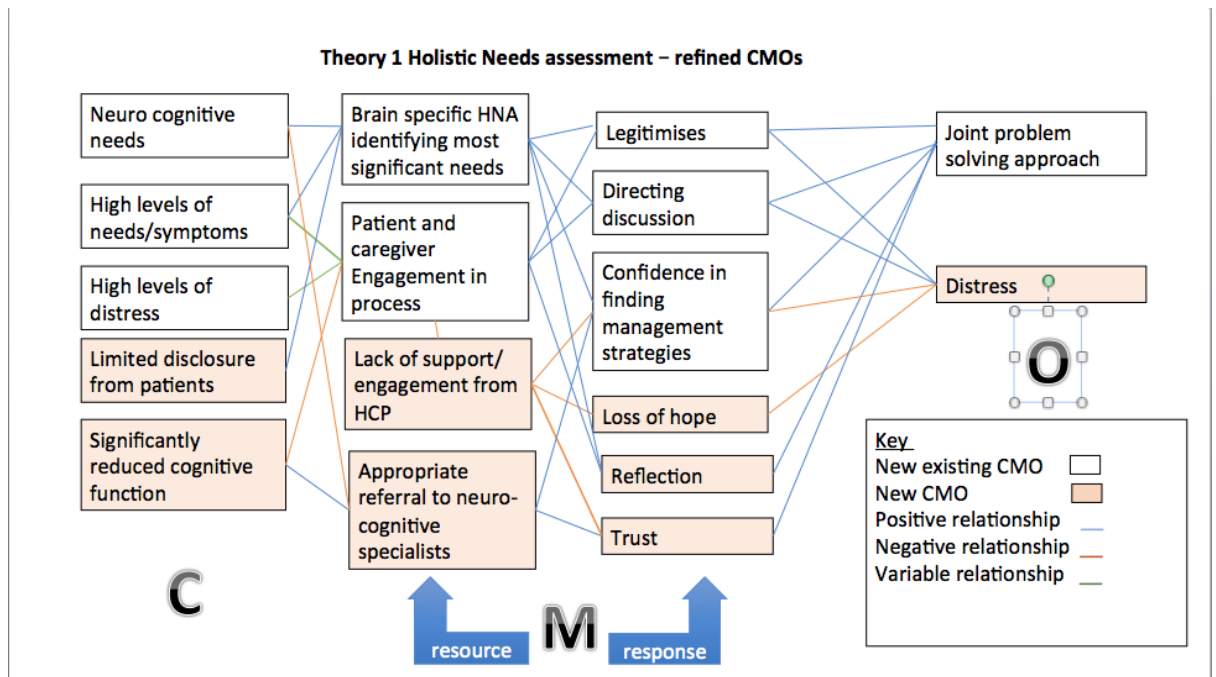 Theory 1 Holistic Needs assessment – refined CMOs
Neuro cognitive
needs
High levels of
needs/symptoms
High levels of
distress
Limited disclosure
from patients
Significantly
reduced cognitive
function
C
Brain specific HNA
identifying most
significant needs
Patient and
caregiver
Engagement in
process
Lack of support/
engagement from
HCP
Appropriate
referral to neuro-
cognitive
specialists
resource
M
response
Legitimises
Directing
discussion
Confidence in
finding
management
strategies
Loss of hope
Reflection
Trust
Joint problem
solving approach
Distress
O
Key
New existing CMO
New CMO
Positive relationship
Negative relationship
Variable relationship